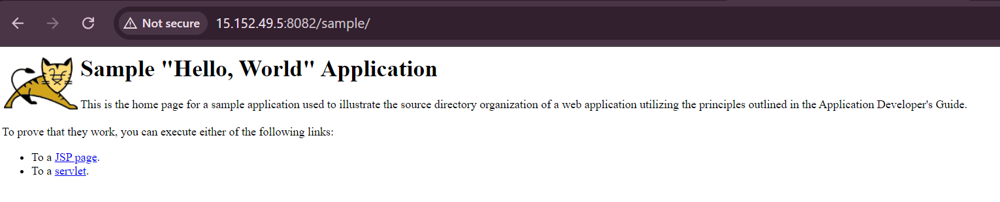 Not secure 15.152.49.5:8082/sample/
Sample "Hello, World" Application
This is the home page for a sample application used to illustrate the source directory organization of a web application utilizing the principles outlined in the Application Developer's Guide.
To prove that they work, you can execute either of the following links:
• To a JSP page.
• To a servlet.